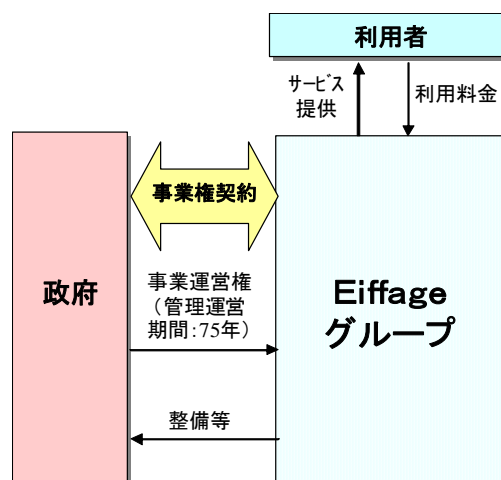 利用者
サービス
提供
利用料金
事業権契約
政府
事業運営権
（管理運営
期間：75年）
Eiffage
グループ
整備等